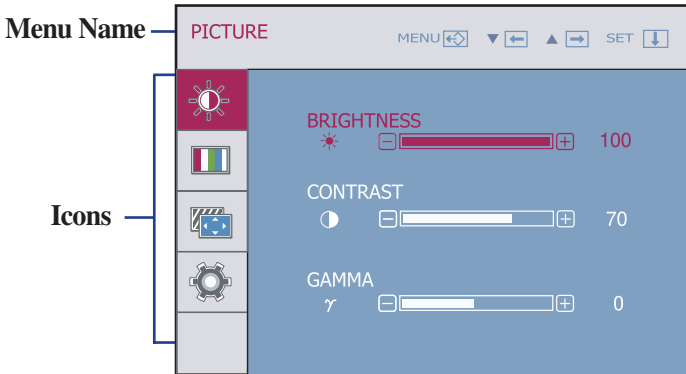 Menu Name
PICTURE MENU ▼ ▲ SET
BRIGHTNESS
100
CONTRAST
70
Icons
GAMMA
γ 0